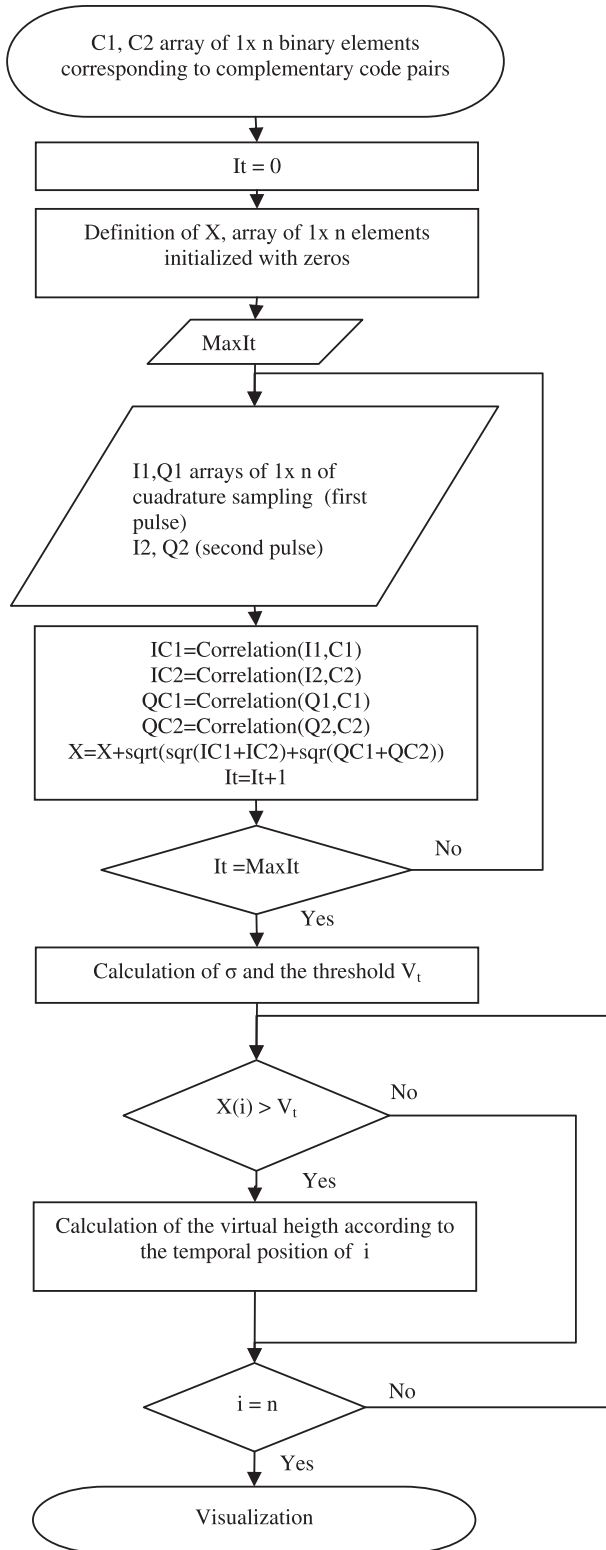 C1, C2 array of 1x n binary elements
corresponding to complementary code pairs
It = 0
Definition of X, array of 1x n elements
initialized with zeros
MaxIt
I1,Q1 arrays of 1x n of
cuadrature sampling (first
pulse)
I2, Q2 (second pulse)
IC1=Correlation(I1,C1)
IC2=Correlation(I2,C2)
QC1=Correlation(Q1,C1)
QC2=Correlation(Q2,C2)
X=X+sqrt(sqr(IC1+IC2)+sqr(QC1+QC2))
It=It+1
It =MaxIt
No
Yes
Calculation of σ and the threshold Vt
X(i) > Vt
No
Yes
Calculation of the virtual heigth according to
the temporal position of i
i = n
No
Yes
Visualization